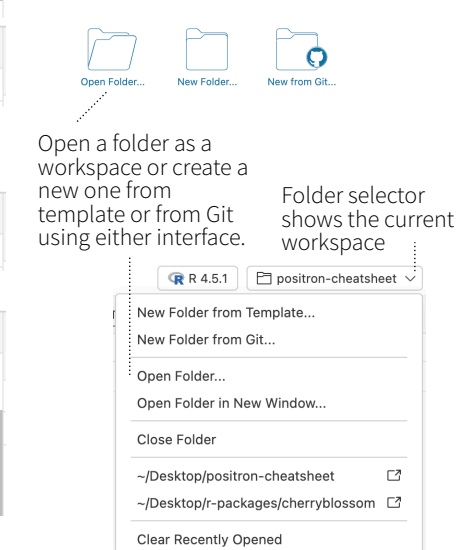 Open Folder...
New Folder...
New from Git...
Open a folder as a
workspace or create a
new one from
template or from Git
using either interface.
Folder selector
shows the current
workspace
R R 4.5.1
positron-cheatsheet
New Folder from Template...
New Folder from Git...
Open Folder...
Open Folder in New Window...
Close Folder
~/Desktop/positron-cheatsheet
~/Desktop/r-packages/cherryblossom
Clear Recently Opened